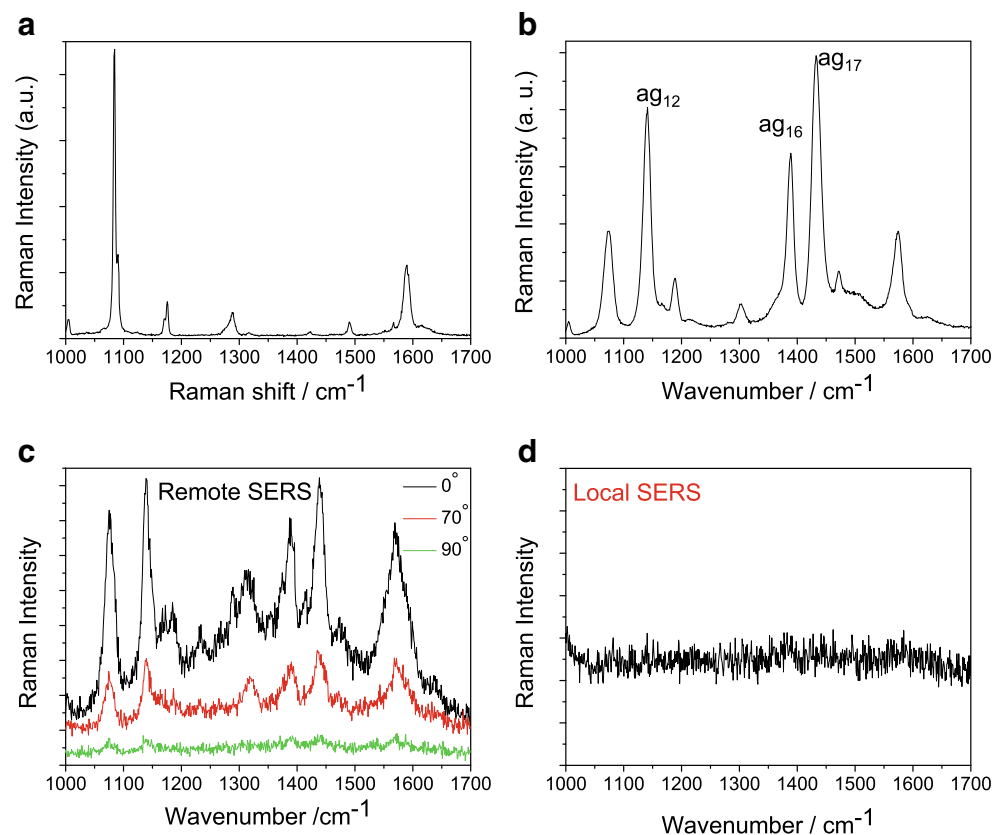 a
Raman Intensity (a.u.)
1000 1100 1200 1300 1400 1500 1600 1700
Raman shift / cm-1
b
Raman Intensity (a. u.)
ag12
ag16
ag17
1000 1100 1200 1300 1400 1500 1600 1700
Wavenumber / cm-1
c
Raman Intensity
Remote SERS
0°
70°
90°
1000 1100 1200 1300 1400 1500 1600 1700
Wavenumber /cm-1
d
Raman Intensity
Local SERS
1000 1100 1200 1300 1400 1500 1600 1700
Wavenumber / cm-1